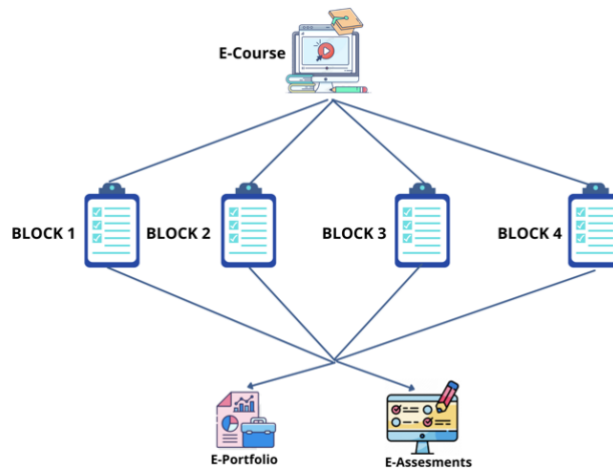 E-Course
BLOCK 1
BLOCK 2
BLOCK 3
BLOCK 4
E-Portfolio
E-Assesments